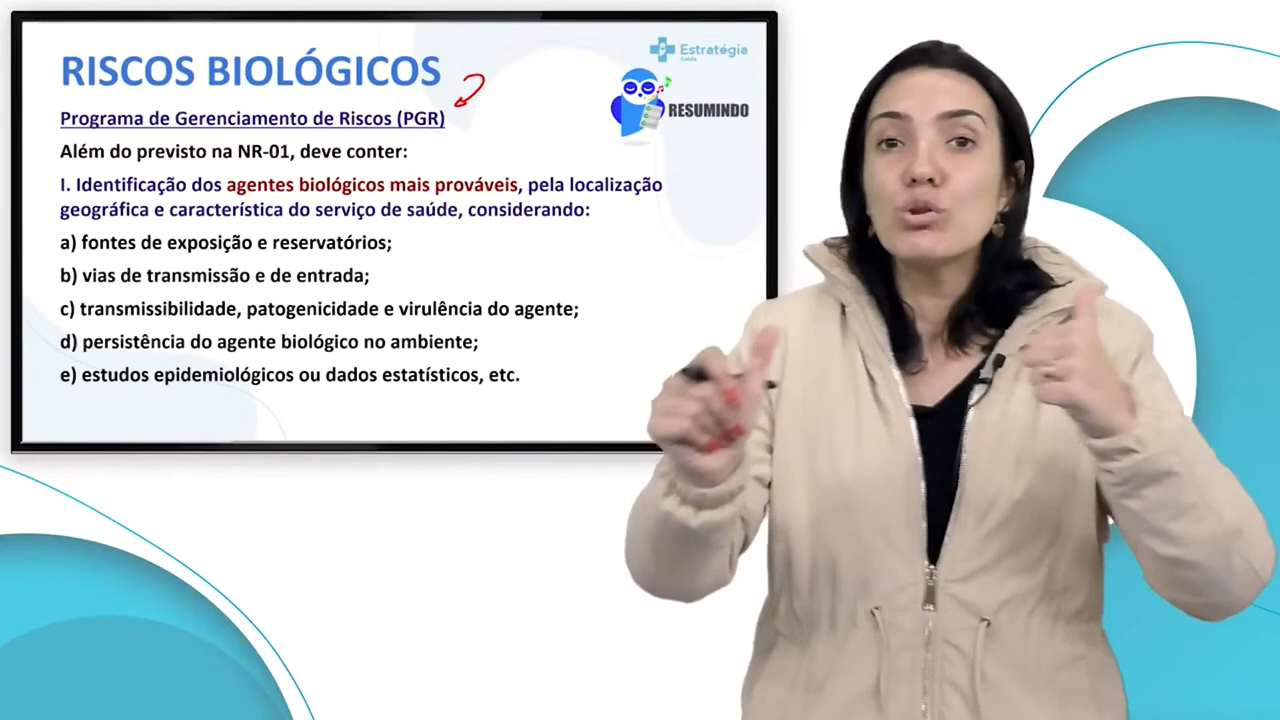 RISCOS BIOLÓGICOS
Estratégia
Saúde
RESUMINDO
Programa de Gerenciamento de Riscos (PGR)
Além do previsto na NR-01, deve conter:
I. Identificação dos agentes biológicos mais prováveis, pela localização
geográfica e característica do serviço de saúde, considerando:
a) fontes de exposição e reservatórios;
b) vias de transmissão e de entrada;
c) transmissibilidade, patogenicidade e virulência do agente;
d) persistência do agente biológico no ambiente;
e) estudos epidemiológicos ou dados estatísticos, etc.